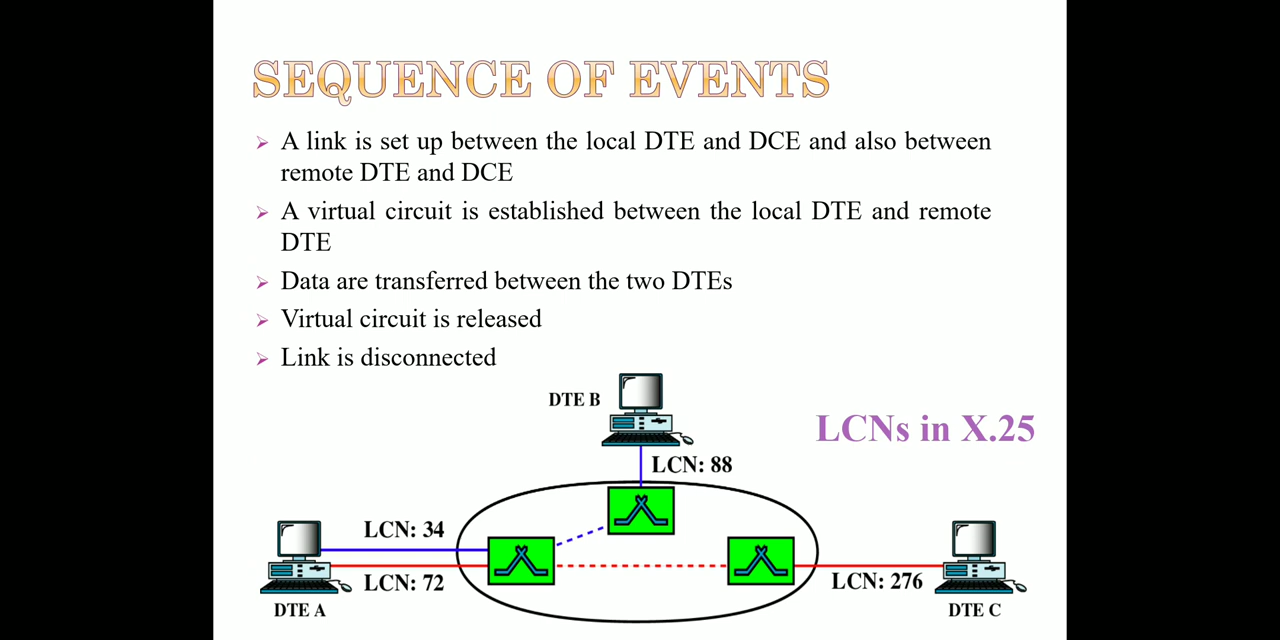 SEQUENCE OF EVENTS
A link is set up between the local DTE and DCE and also between
remote DTE and DCE
A virtual circuit is established between the local DTE and remote
DTE
Data are transferred between the two DTEs
Virtual circuit is released
Link is disconnected
DTE B
LCNs in X.25
LCN: 88
LCN: 34
LCN: 72
LCN: 276
DTE A
DTE C